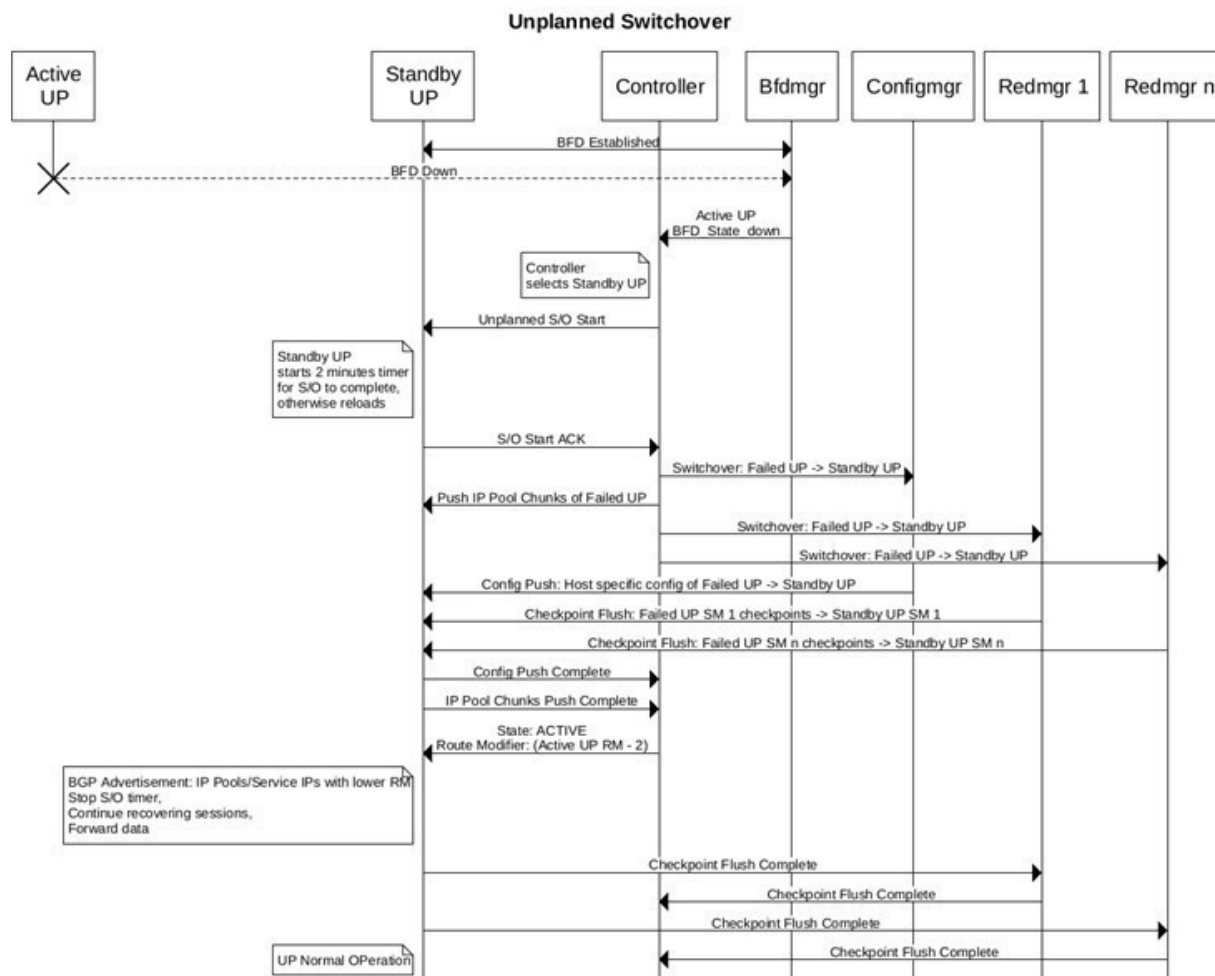 Unplanned Switchover
Active
UP
Standby
UP
Controller
Bfdmgr
Configmgr
Redmgr 1
Redmgr n
BFD Established
BFD Down
Active UP
BFD_State_down
Controller
selects Standby UP
Unplanned S/O Start
Standby UP
starts 2 minutes timer
for S/O to complete,
otherwise reloads
S/O Start ACK
Switchover: Failed UP -> Standby UP
Push IP Pool Chunks of Failed UP
Switchover: Failed UP -> Standby UP
Switchover: Failed UP -> Standby UP
Config Push: Host specific config of Failed UP -> Standby UP
Checkpoint Flush: Failed UP SM 1 checkpoints -> Standby UP SM 1
Checkpoint Flush: Failed UP SM n checkpoints -> Standby UP SM n
Config Push Complete
IP Pool Chunks Push Complete
State: ACTIVE
Route Modifier: (Active UP RM - 2)
BGP Advertisement: IP Pools/Service IPs with lower RM
Stop S/O timer,
Continue recovering sessions,
Forward data
Checkpoint Flush Complete
Checkpoint Flush Complete
Checkpoint Flush Complete
Checkpoint Flush Complete
UP Normal OPeration